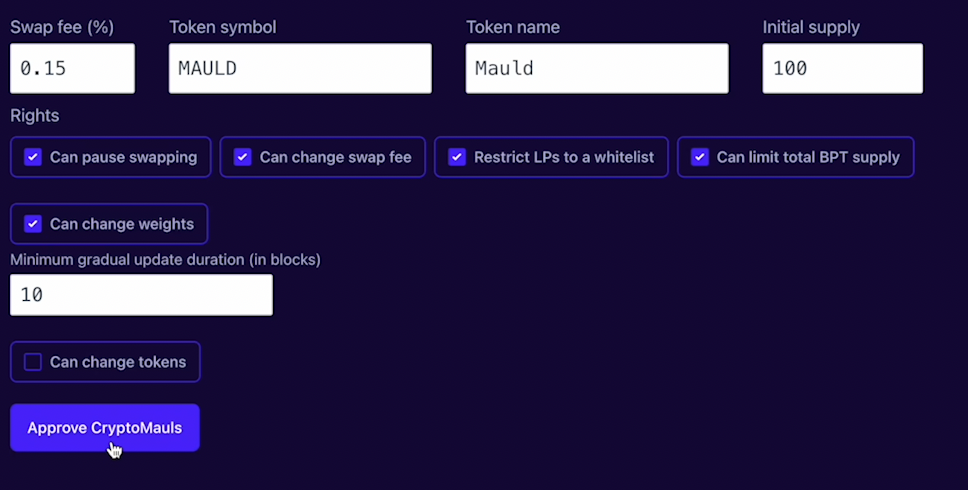 Swap fee (%) Token symbol Token name Initial supply
0.15 MAULD Mauld 100
Rights
Can pause swapping Can change swap fee Restrict LPs to a whitelist Can limit total BPT supply
Can change weights
Minimum gradual update duration (in blocks)
10
Can change tokens
Approve CryptoMauls